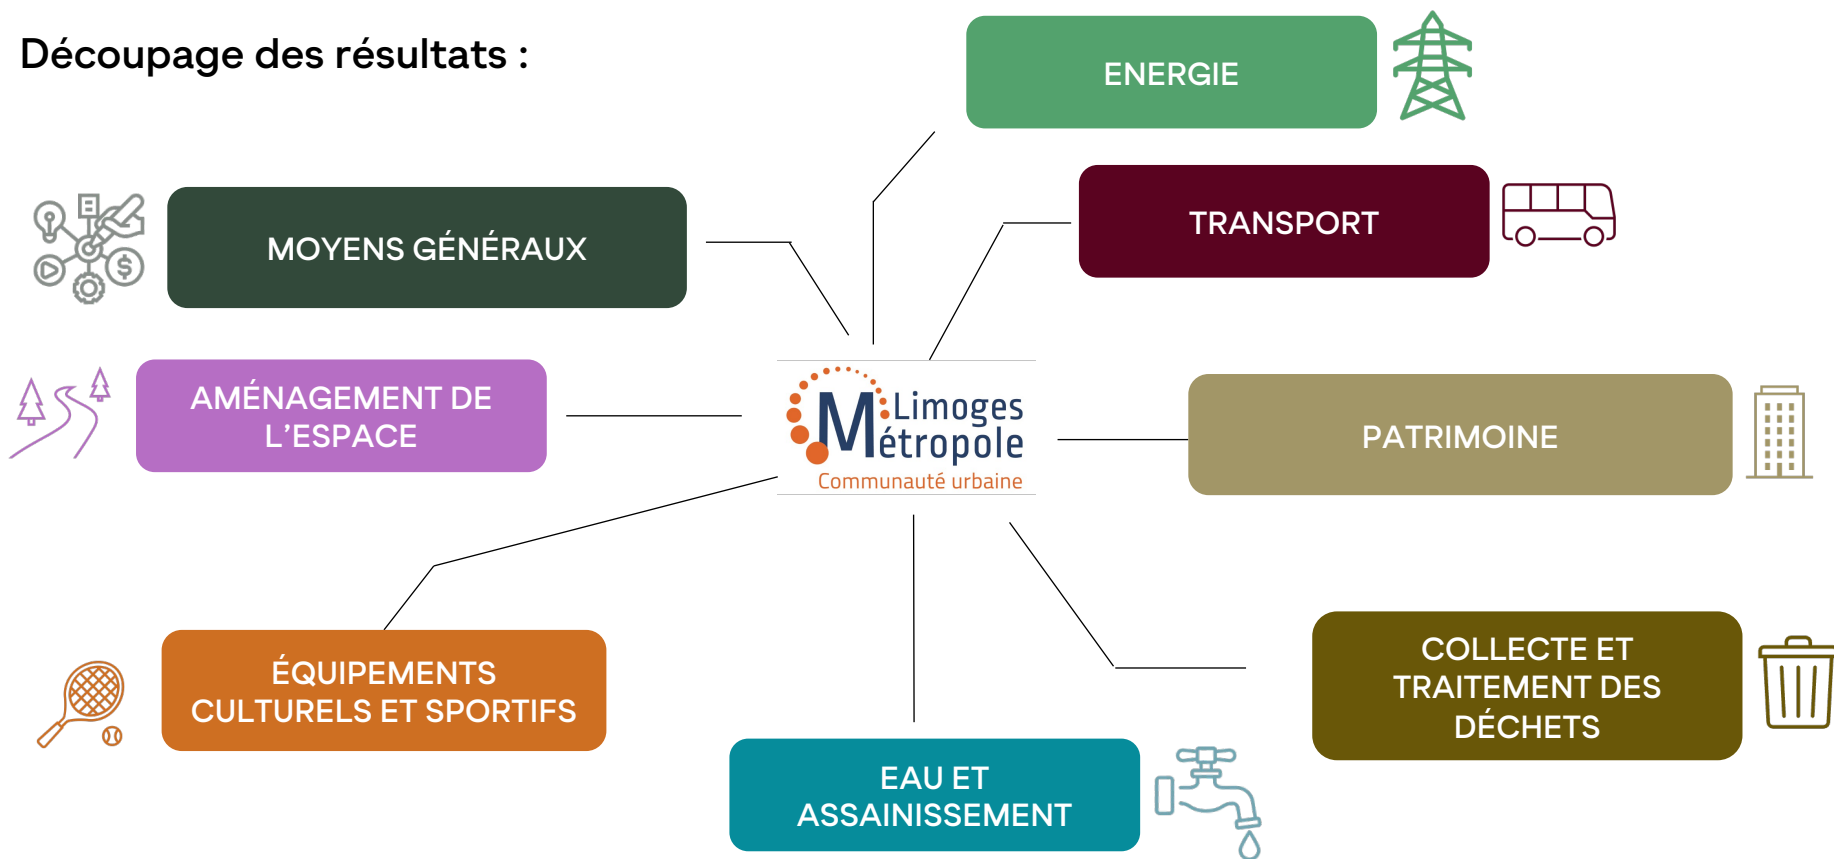 Découpage des résultats :
ENERGIE
TRANSPORT
MOYENS GÉNÉRAUX
AMÉNAGEMENT DE
L’ESPACE
Limoges
Métropole
Communauté urbaine
PATRIMOINE
ÉQUIPEMENTS
CULTURELS ET SPORTIFS
COLLECTE ET
TRAITEMENT DES
DÉCHETS
EAU ET
ASSAINISSEMENT